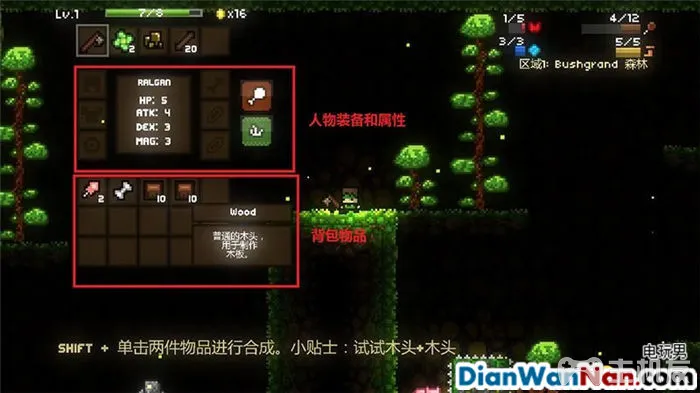 Lv.1
7/8
x16
1/5
4/12
3/3
5/5
区域1: Bushgrand 森林
2
20
RALGAN
HP: 5
ATK: 4
DEX: 3
MAG: 3
人物装备和属性
2
10
10
Wood
普通的木头,
用于制作
木板。
背包物品
SHIFT + 单击两件物品进行合成。小贴士：试试木头+木头
电玩男
DianWanNan.com